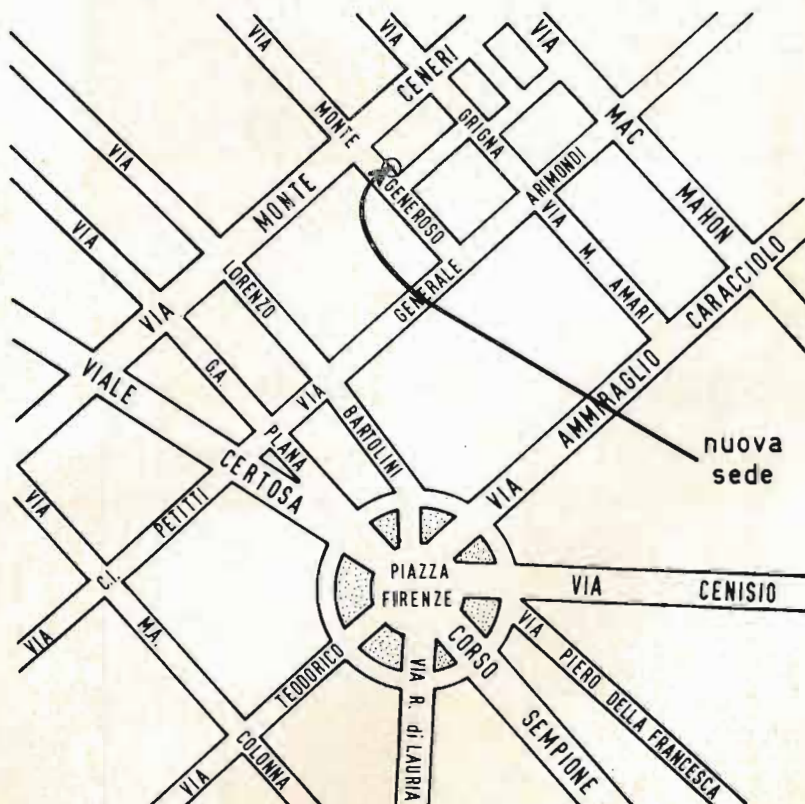 VIA MONTE GENEROSO
VIA GRIGNA
VIA MAC MAHON
VIA MONTE CENERI
VIA LORENZO BARTOLINI
VIA G.A. PLANA
VIA GENERALE ARIMONDI
VIA M. AMARI
VIALE CERTOSA
VIA AMMIRAGLIO CARACCIOLO
nuova
sede
VIA C.I. PETITTI
VIA M.A. COLONNA
PIAZZA
FIRENZE
VIA CENISIO
VIA TEODORICO
VIA R. di LAURIA
CORSO SEMPIONE
VIA PIERO DELLA FRANCESCA